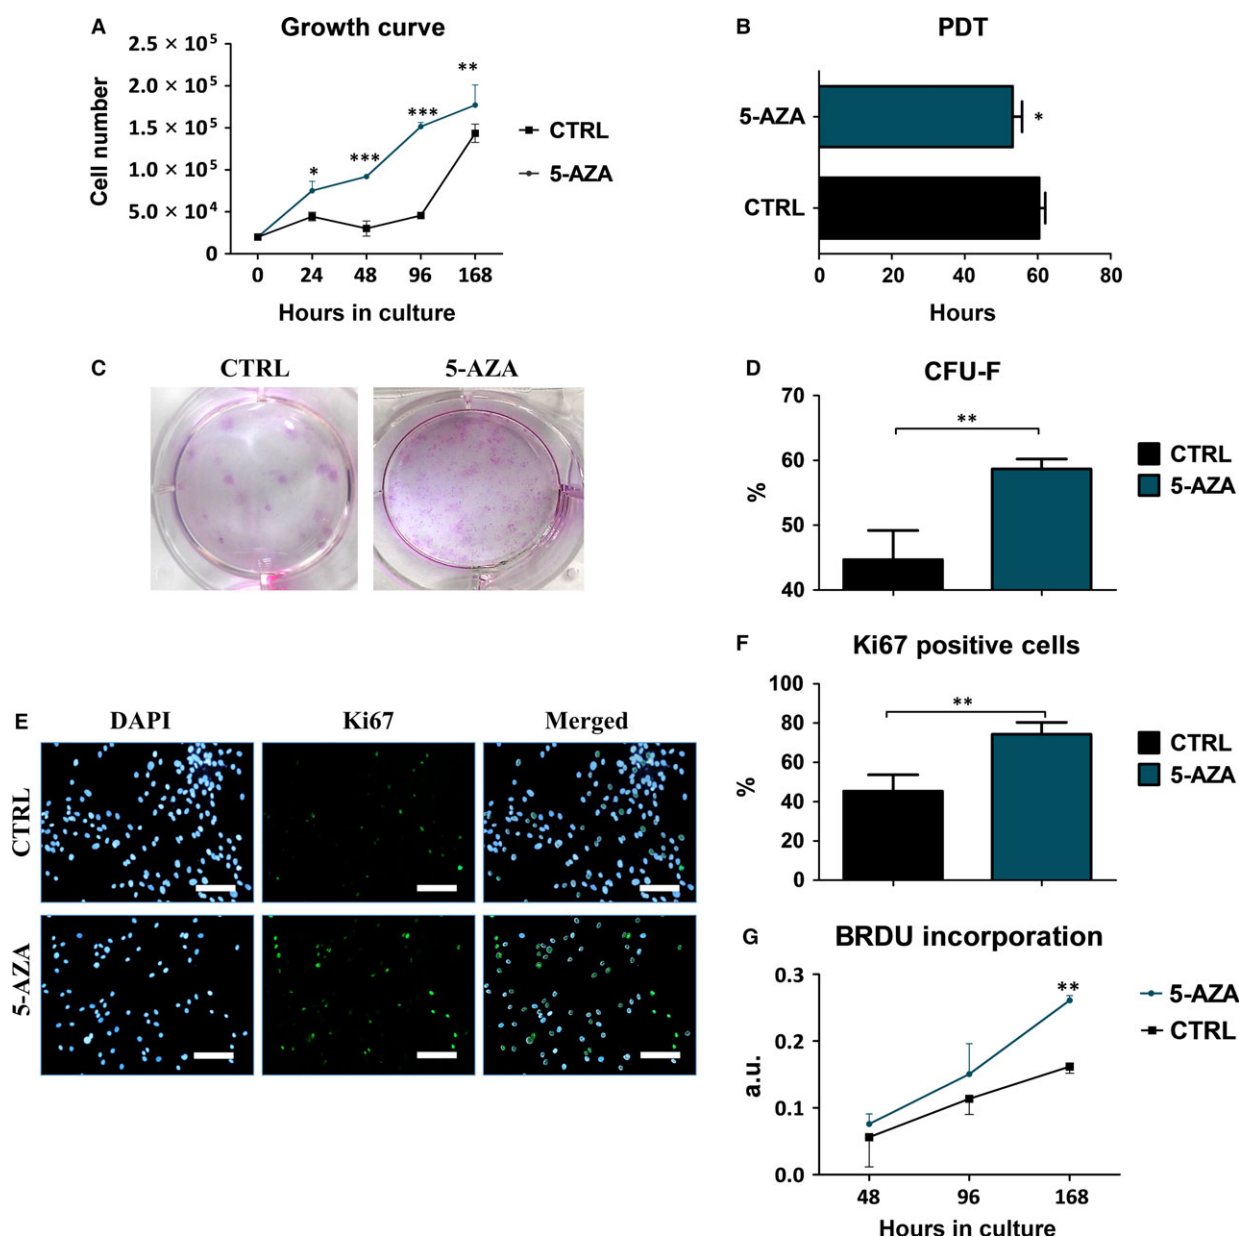 A
Growth curve
Cell number
2.5 × 10⁵
2.0 × 10⁵
1.5 × 10⁵
1.0 × 10⁵
5.0 × 10⁴
0
*
***
***
**
CTRL
5-AZA
0 24 48 96 168
Hours in culture
B
PDT
5-AZA
*
CTRL
0 20 40 60 80
Hours
C
CTRL 5-AZA
D
CFU-F
%
70
60
50
40
**
CTRL
5-AZA
E
DAPI Ki67 Merged
CTRL
5-AZA
F
Ki67 positive cells
%
100
80
60
40
20
0
**
CTRL
5-AZA
G
BRDU incorporation
a.u.
0.3
0.2
0.1
0.0
**
5-AZA
CTRL
48 96 168
Hours in culture